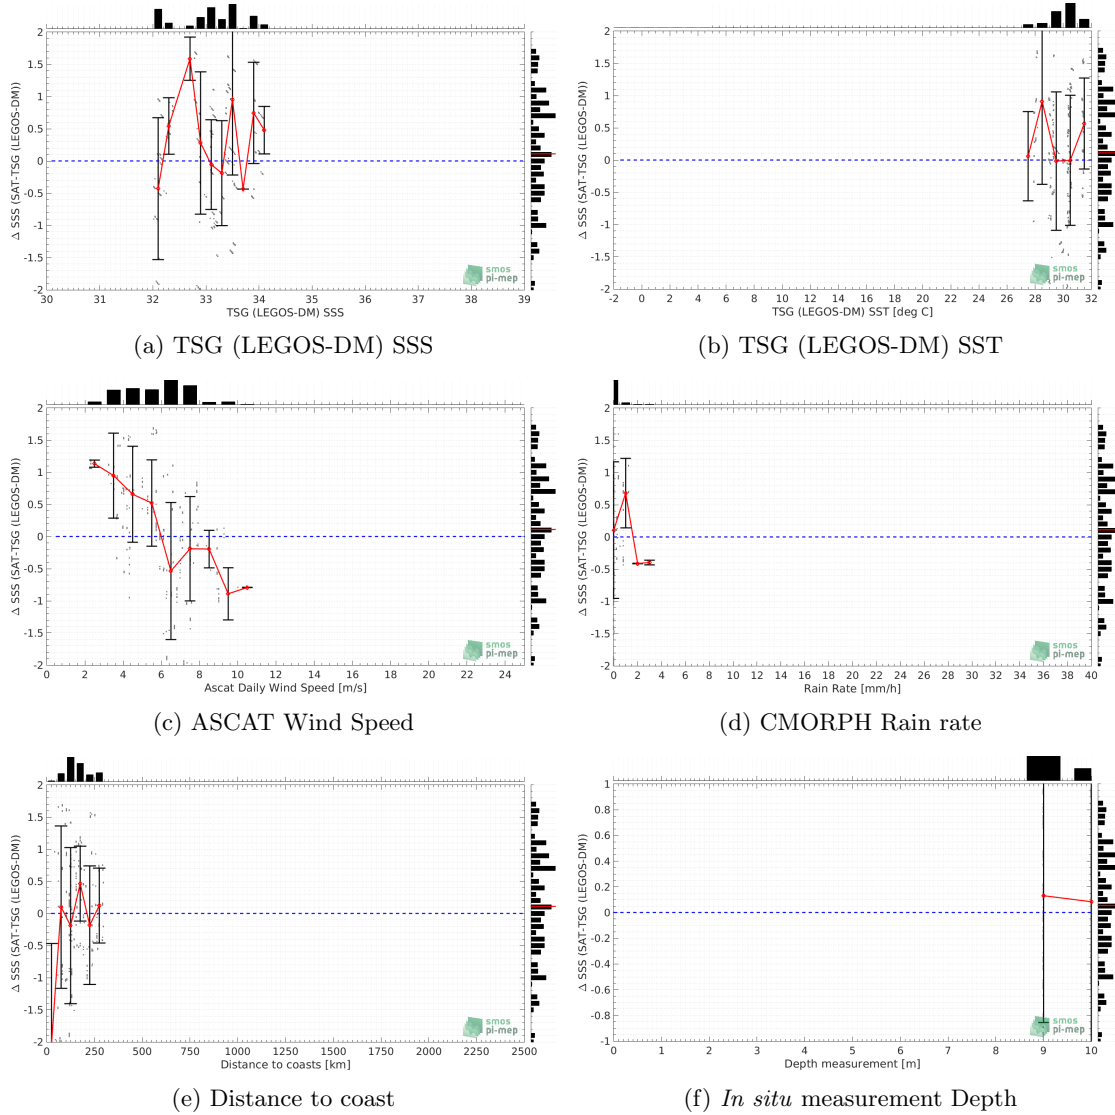 2
1.5
1
0.5
0
-0.5
-1
-1.5
-2
Δ SSS (SAT-TSG (LEGOS-DM))
30 31 32 33 34 35 36 37 38 39
TSG (LEGOS-DM) SSS
smos
pi-mep
(a) TSG (LEGOS-DM) SSS
2
1.5
1
0.5
0
-0.5
-1
-1.5
-2
Δ SSS (SAT-TSG (LEGOS-DM))
-2 0 2 4 6 8 10 12 14 16 18 20 22 24 26 28 30 32
TSG (LEGOS-DM) SST [deg C]
smos
pi-mep
(b) TSG (LEGOS-DM) SST
2
1.5
1
0.5
0
-0.5
-1
-1.5
-2
Δ SSS (SAT-TSG (LEGOS-DM))
0 2 4 6 8 10 12 14 16 18 20 22 24
Ascat Daily Wind Speed [m/s]
smos
pi-mep
(c) ASCAT Wind Speed
2
1.5
1
0.5
0
-0.5
-1
-1.5
-2
Δ SSS (SAT-TSG (LEGOS-DM))
0 2 4 6 8 10 12 14 16 18 20 22 24 26 28 30 32 34 36 38 40
Rain Rate [mm/h]
smos
pi-mep
(d) CMORPH Rain rate
2
1.5
1
0.5
0
-0.5
-1
-1.5
-2
Δ SSS (SAT-TSG (LEGOS-DM))
0 250 500 750 1000 1250 1500 1750 2000 2250 2500
Distance to coasts [km]
smos
pi-mep
(e) Distance to coast
1
0.8
0.6
0.4
0.2
0
-0.2
-0.4
-0.6
-0.8
-1
Δ SSS (SAT-TSG (LEGOS-DM))
0 1 2 3 4 5 6 7 8 9 10
Depth measurement [m]
smos
pi-mep
(f) In situ measurement Depth